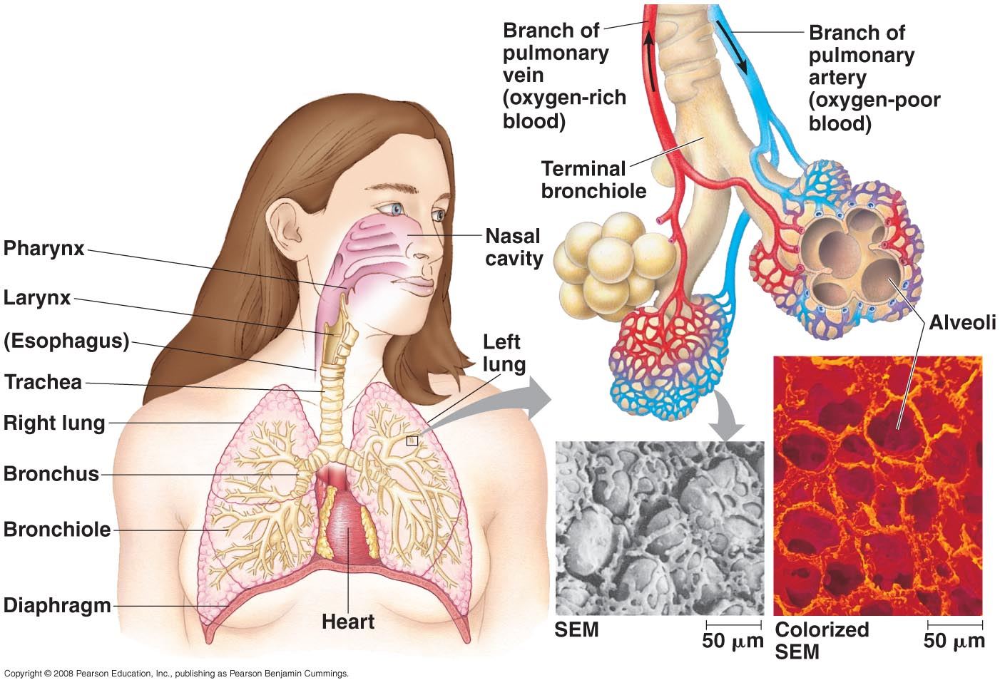 Branch of
pulmonary
vein
(oxygen-rich
blood)
Branch of
pulmonary
artery
(oxygen-poor
blood)
Terminal
bronchiole
Nasal
cavity
Pharynx
Larynx
(Esophagus)
Trachea
Right lung
Bronchus
Bronchiole
Diaphragm
Left
lung
Heart
Alveoli
SEM
50 μm
Colorized
SEM
50 μm
Copyright © 2008 Pearson Education, Inc., publishing as Pearson Benjamin Cummings.